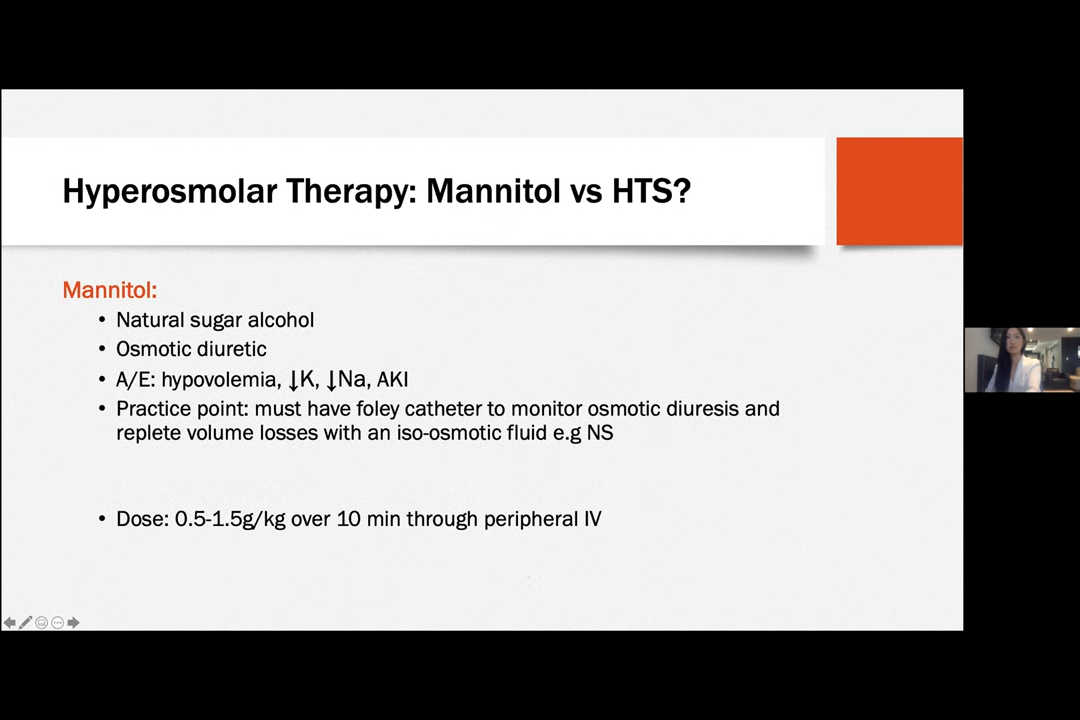 Hyperosmolar Therapy: Mannitol vs HTS?
Mannitol:
• Natural sugar alcohol
• Osmotic diuretic
• A/E: hypovolemia, ↓K, ↓Na, AKI
• Practice point: must have foley catheter to monitor osmotic diuresis and
replete volume losses with an iso-osmotic fluid e.g NS
• Dose: 0.5-1.5g/kg over 10 min through peripheral IV